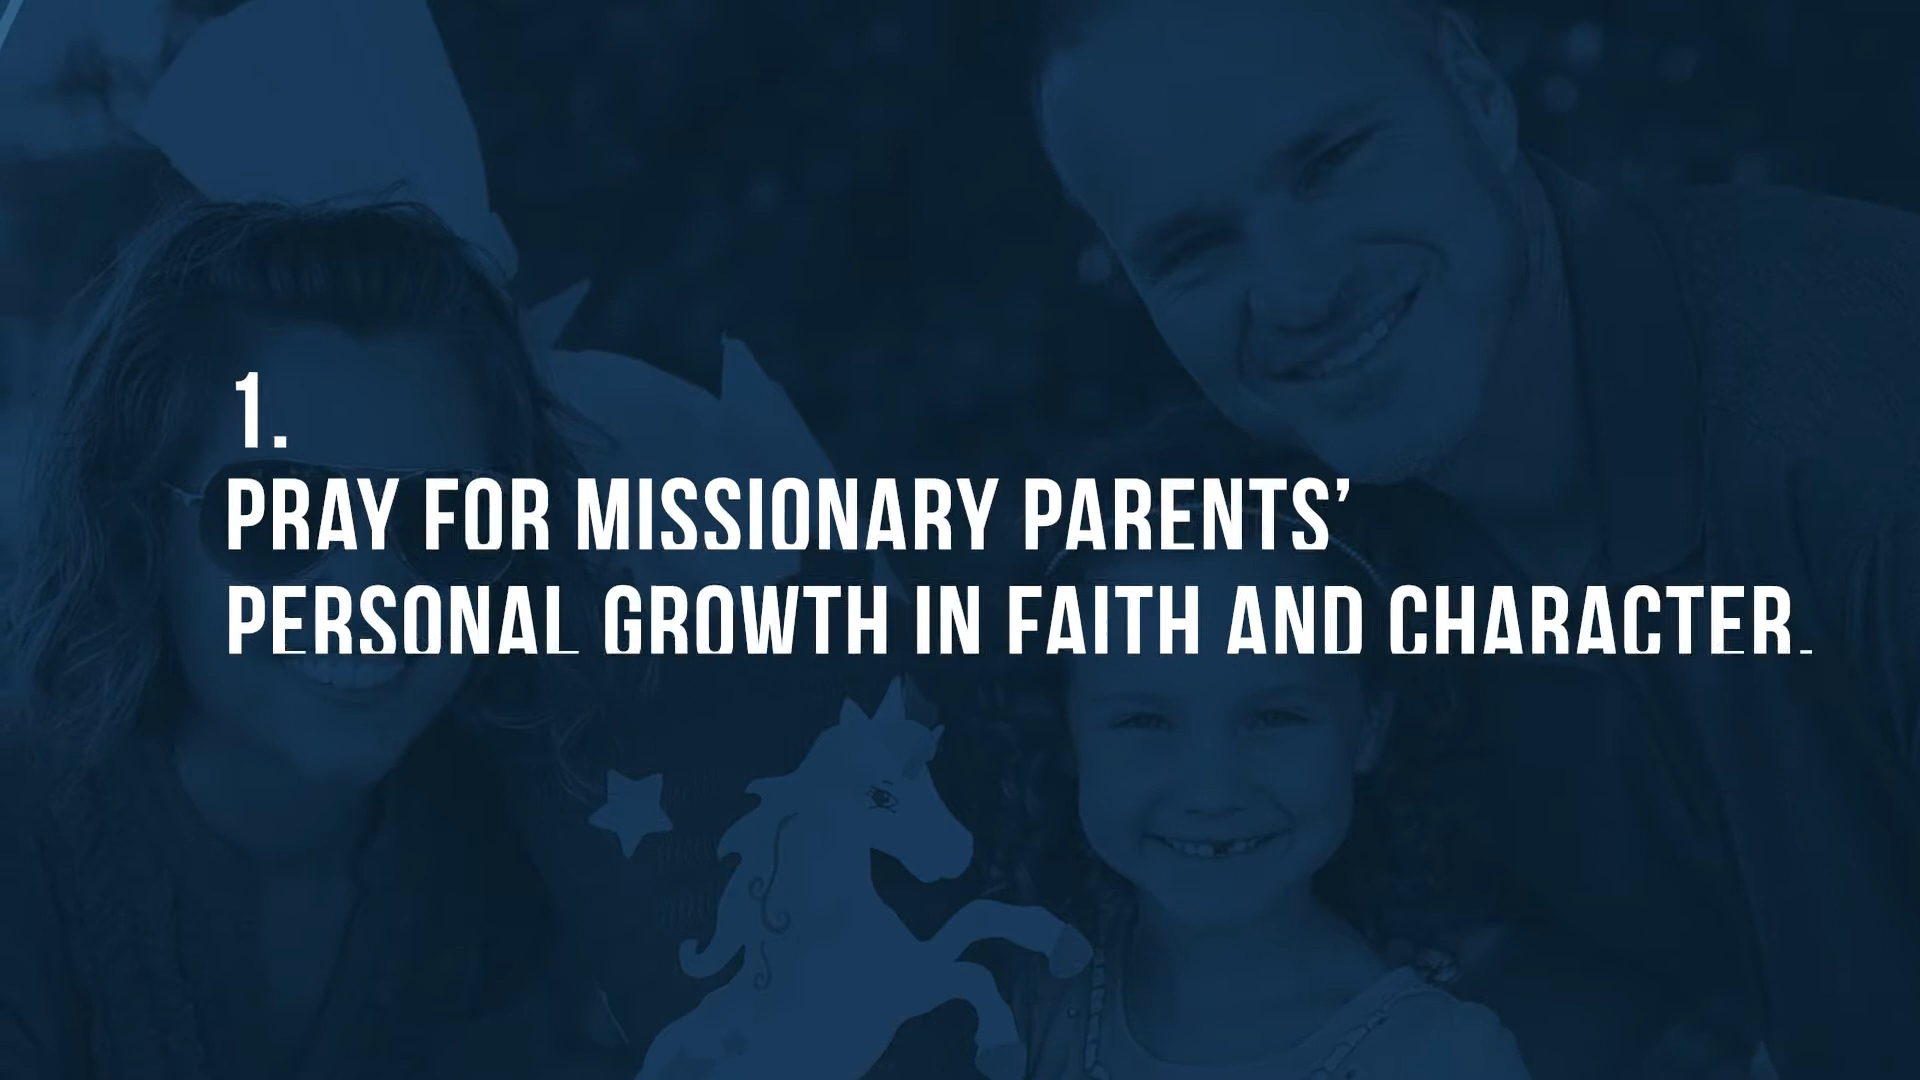 1.
PRAY FOR MISSIONARY PARENTS’
PERSONAL GROWTH IN FAITH AND CHARACTER.